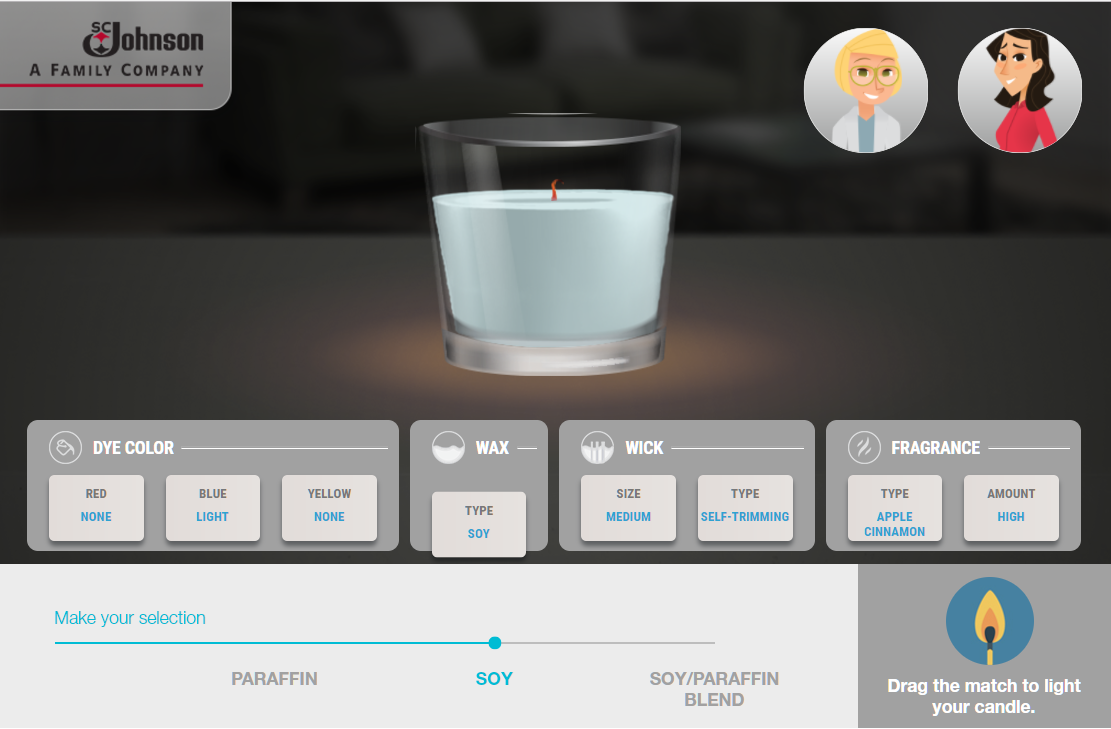 SC
Johnson
A FAMILY COMPANY
DYE COLOR
RED
NONE
BLUE
LIGHT
YELLOW
NONE
WAX
TYPE
SOY
WICK
SIZE
MEDIUM
TYPE
SELF-TRIMMING
FRAGRANCE
TYPE
APPLE
CINNAMON
AMOUNT
HIGH
Make your selection
PARAFFIN
SOY
SOY/PARAFFIN
BLEND
Drag the match to light
your candle.